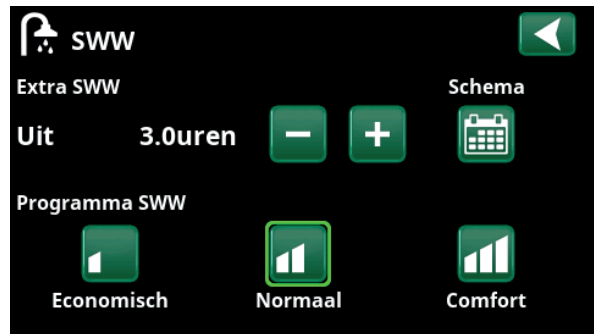 SWW
Extra SWW Schema
Uit 3.0uren
Programma SWW
Economisch Normaal Comfort